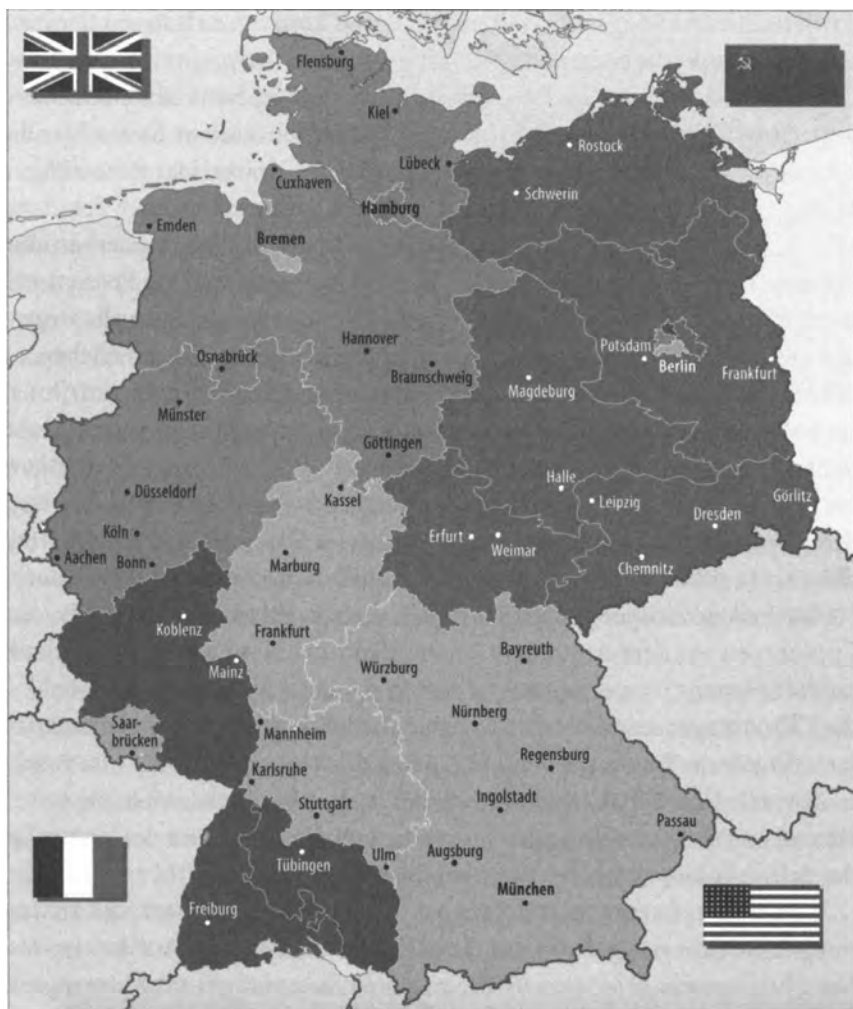 Flensburg
Kiel
Rostock
Lübeck
Cuxhaven
Schwerin
Hamburg
Emden
Bremen
Hannover
Potsdam
Osnabrück
Berlin
Frankfurt
Braunschweig
Magdeburg
Münster
Göttingen
Halle
Kassel
Düsseldorf
Leipzig
Görlitz
Dresden
Köln
Erfurt
Weimar
Aachen
Bonn
Marburg
Chemnitz
Koblenz
Frankfurt
Bayreuth
Mainz
Würzburg
Saar-
brücken
Nürnberg
Mannheim
Regensburg
Karlsruhe
Stuttgart
Ingolstadt
Passau
Tübingen
Ulm
Augsburg
München
Freiburg